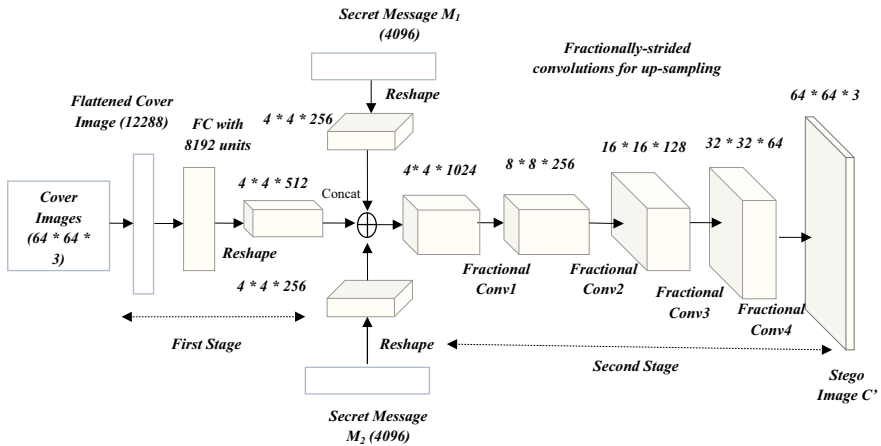 Secret Message M₁
(4096)
Fractionally-strided
convolutions for up-sampling
Reshape
Flattened Cover
Image (12288)
FC with
8192 units
4 * 4 * 256
64 * 64 * 3
16 * 16 * 128
32 * 32 * 64
4* 4 * 1024
8 * 8 * 256
4 * 4 * 512
Concat
Cover
Images
(64 * 64 *
3)
Reshape
4 * 4 * 256
Fractional
Conv1
Fractional
Conv2
Fractional
Conv3
Fractional
Conv4
First Stage
Reshape
Second Stage
Stego
Image C'
Secret Message
M₂ (4096)